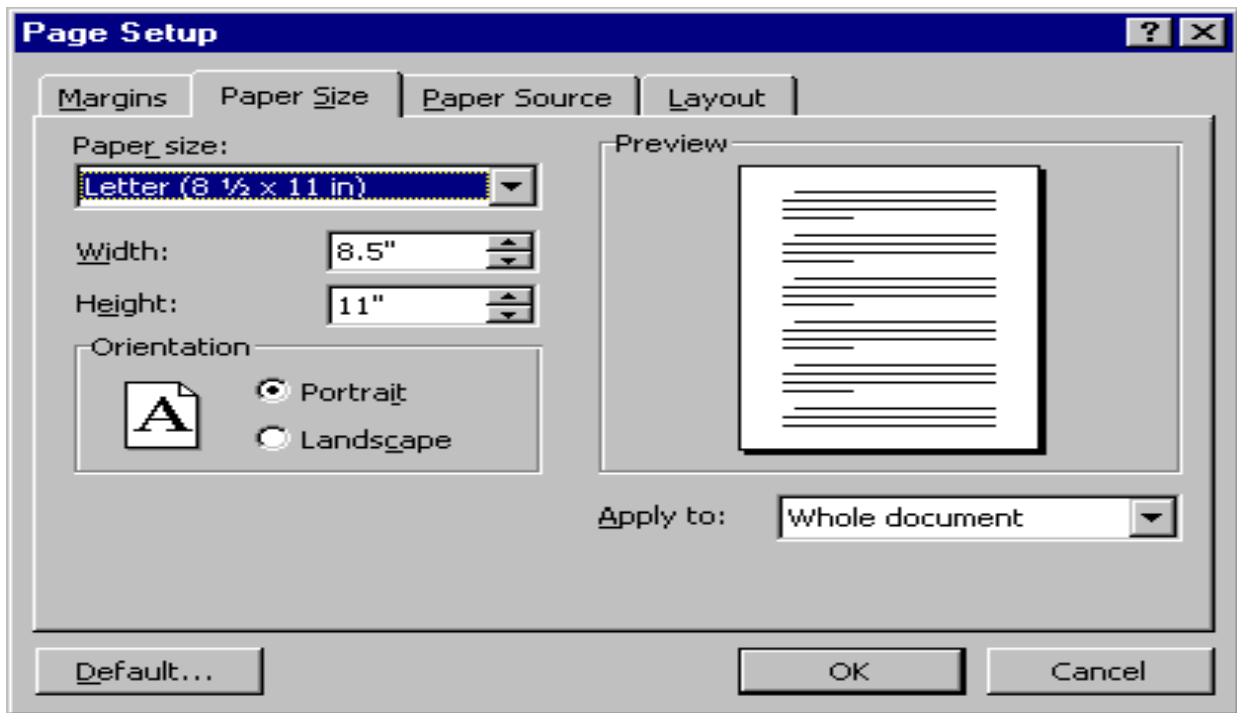 Page Setup
Margins
Paper Size
Paper Source
Layout
Paper size:
Letter (8 ½ x 11 in)
Width:
8.5"
Height:
11"
Orientation
A
Portrait
Landscape
Preview
Apply to:
Whole document
Default...
OK
Cancel